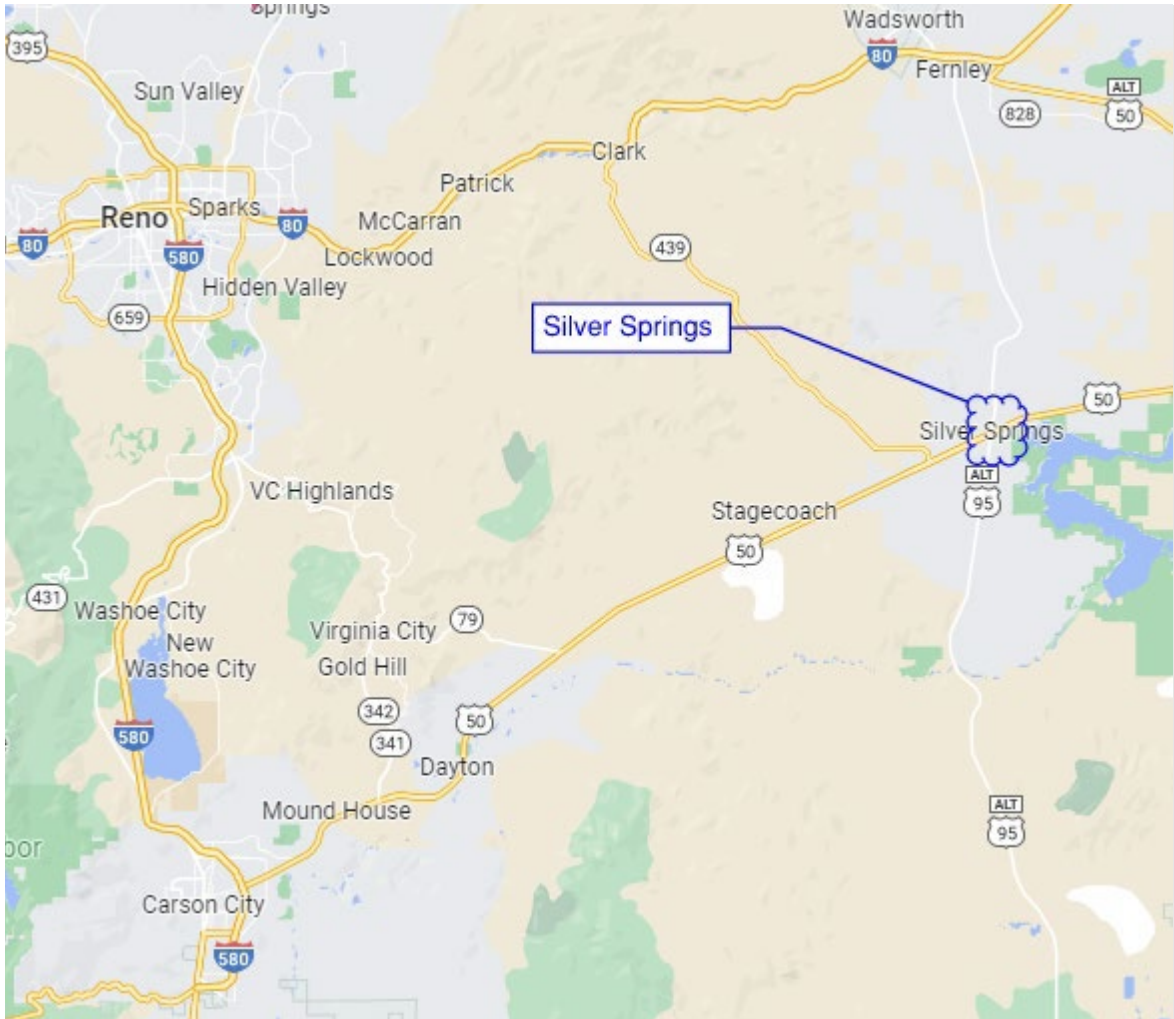 Springs
Wadsworth
395
80
Fernley
Sun Valley
ALT
50
828
Clark
Patrick
Reno
Sparks
McCarran
80
80
580
439
Lockwood
Hidden Valley
659
Silver Springs
50
Silver Springs
ALT
95
VC Highlands
Stagecoach
50
431
Washoe City
79
Virginia City
New
Washoe City
Gold Hill
342
50
580
341
Dayton
Mound House
ALT
95
Carson City
580